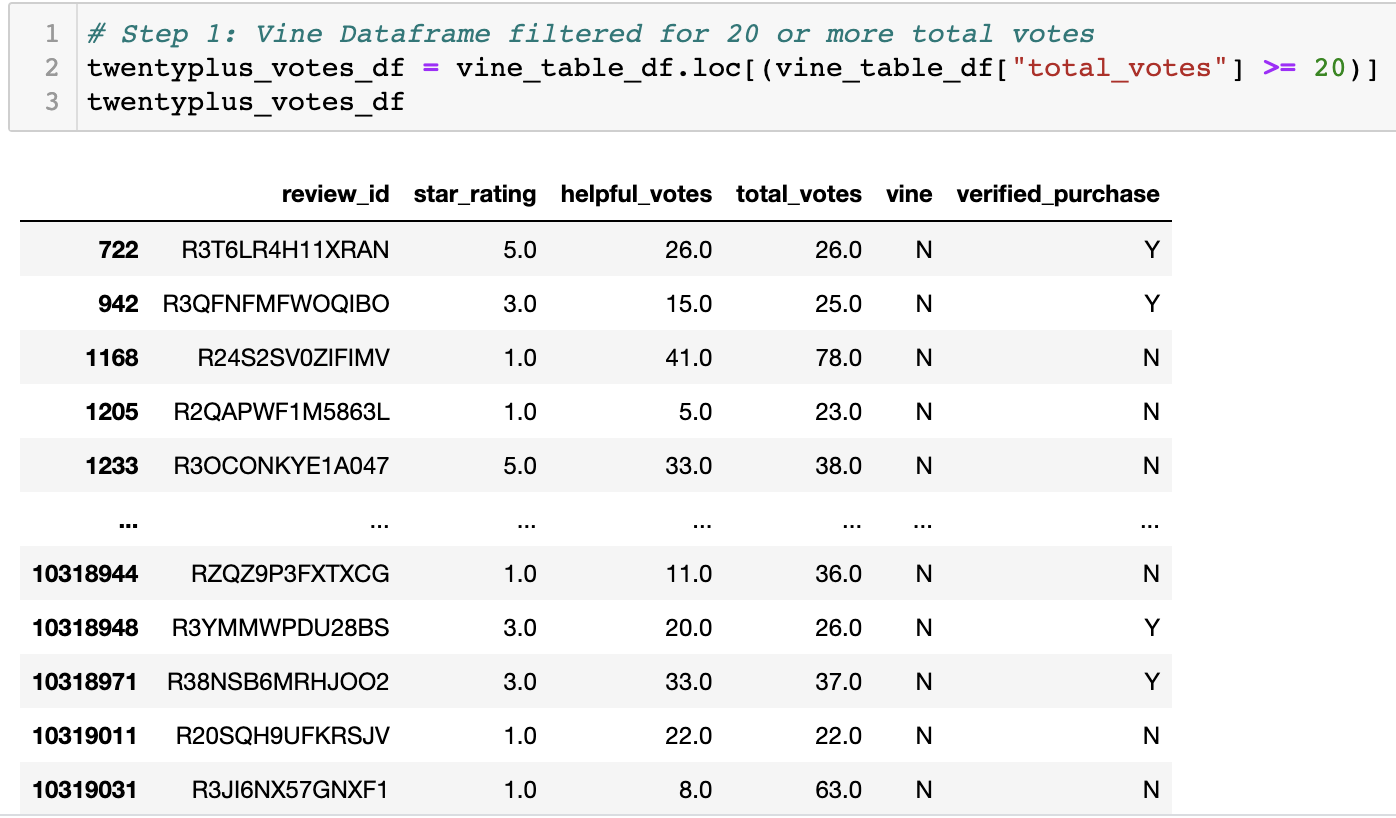 1 # Step 1: Vine Dataframe filtered for 20 or more total votes
2 twentyplus_votes_df = vine_table_df.loc[(vine_table_df["total_votes"] >= 20)]
3 twentyplus_votes_df
review_id star_rating helpful_votes total_votes vine verified_purchase
722 R3T6LR4H11XRAN 5.0 26.0 26.0 N Y
942 R3QFNFMFWOQIBO 3.0 15.0 25.0 N Y
1168 R24S2SV0ZIFIMV 1.0 41.0 78.0 N N
1205 R2QAPWF1M5863L 1.0 5.0 23.0 N N
1233 R3OCONKYE1A047 5.0 33.0 38.0 N N
... ... ... ... ... ... ...
10318944 RZQZ9P3FXTXCG 1.0 11.0 36.0 N N
10318948 R3YMMWPDU28BS 3.0 20.0 26.0 N Y
10318971 R38NSB6MRHJOO2 3.0 33.0 37.0 N Y
10319011 R20SQH9UFKRSJV 1.0 22.0 22.0 N N
10319031 R3JI6NX57GNXF1 1.0 8.0 63.0 N N